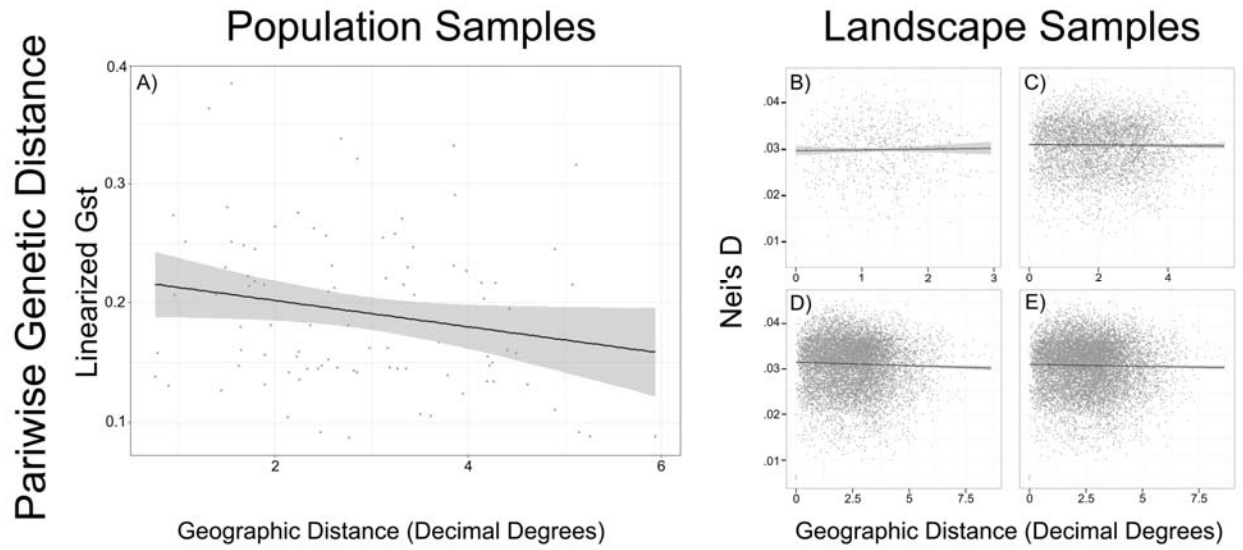 Population Samples
Landscape Samples
Pariwise Genetic Distance
Linearized Gst
A)
0.4
0.3
0.2
0.1
2
4
6
Geographic Distance (Decimal Degrees)
Nei's D
B)
.04
.03
.02
.01
0
1
2
3
C)
0
2
4
D)
.04
.03
.02
.01
0
2.5
5
7.5
E)
0
2.5
5
7.5
Geographic Distance (Decimal Degrees)